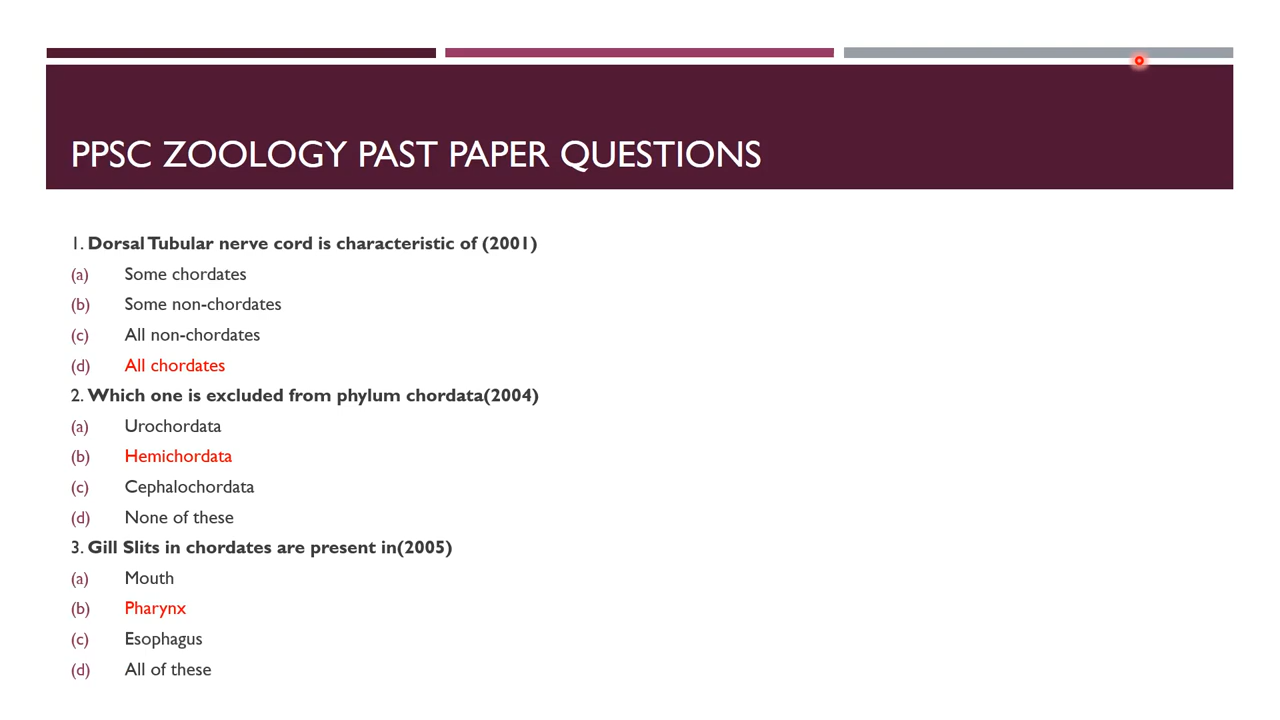 PPSC ZOOLOGY PAST PAPER QUESTIONS
1. Dorsal Tubular nerve cord is characteristic of (2001)
(a) Some chordates
(b) Some non-chordates
(c) All non-chordates
(d) All chordates
2. Which one is excluded from phylum chordata(2004)
(a) Urochordata
(b) Hemichordata
(c) Cephalochordata
(d) None of these
3. Gill Slits in chordates are present in(2005)
(a) Mouth
(b) Pharynx
(c) Esophagus
(d) All of these